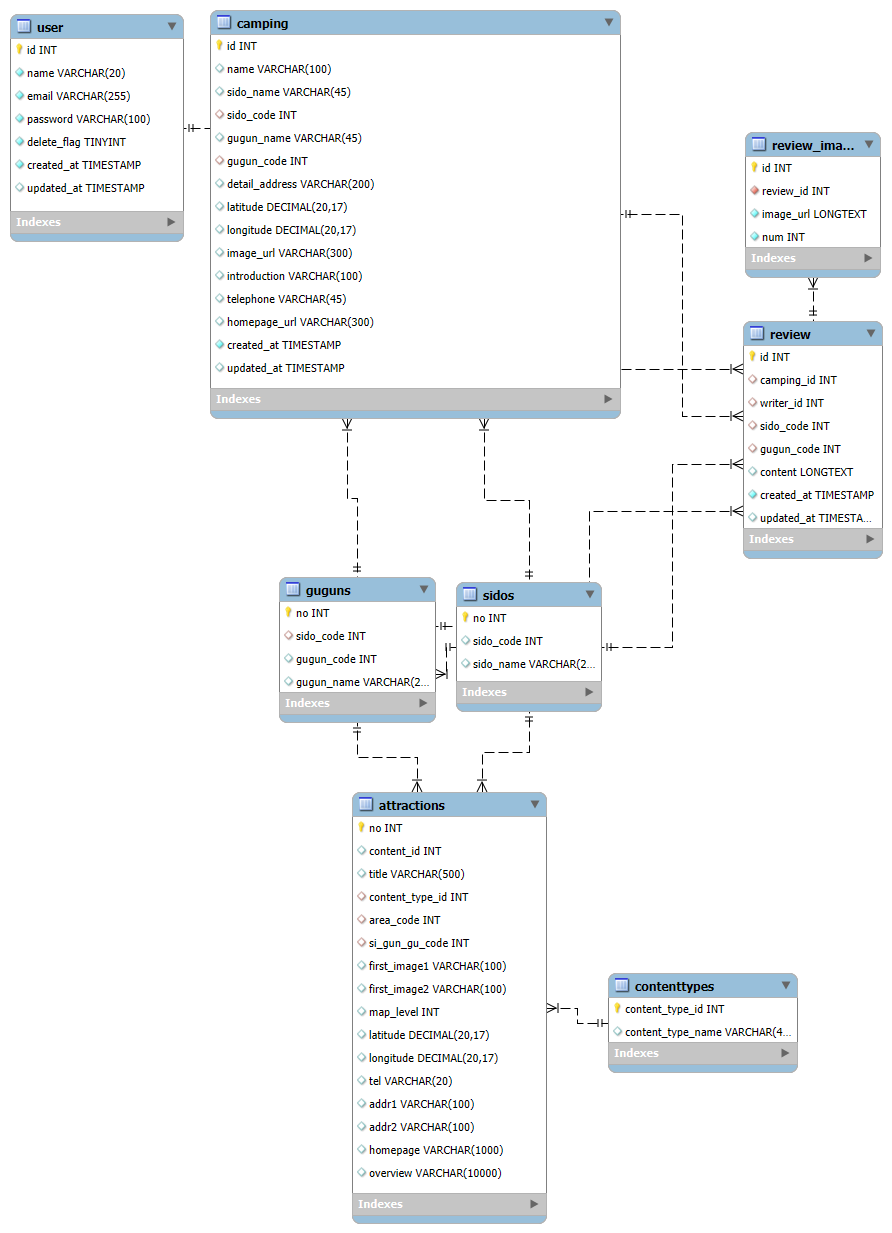 user
id INT
name VARCHAR(20)
email VARCHAR(255)
password VARCHAR(100)
delete_flag TINYINT
created_at TIMESTAMP
updated_at TIMESTAMP
Indexes
camping
id INT
name VARCHAR(100)
sido_name VARCHAR(45)
sido_code INT
gugun_name VARCHAR(45)
gugun_code INT
detail_address VARCHAR(200)
latitude DECIMAL(20,17)
longitude DECIMAL(20,17)
image_url VARCHAR(300)
introduction VARCHAR(100)
telephone VARCHAR(45)
homepage_url VARCHAR(300)
created_at TIMESTAMP
updated_at TIMESTAMP
Indexes
review_ima...
id INT
review_id INT
image_url LONGTEXT
num INT
Indexes
review
id INT
camping_id INT
writer_id INT
sido_code INT
gugun_code INT
content LONGTEXT
created_at TIMESTAMP
updated_at TIMESTA...
Indexes
guguns
no INT
sido_code INT
gugun_code INT
gugun_name VARCHAR(2...
Indexes
sidos
no INT
sido_code INT
sido_name VARCHAR(2...
Indexes
attractions
no INT
content_id INT
title VARCHAR(500)
content_type_id INT
area_code INT
si_gun_gu_code INT
first_image1 VARCHAR(100)
first_image2 VARCHAR(100)
map_level INT
latitude DECIMAL(20,17)
longitude DECIMAL(20,17)
tel VARCHAR(20)
addr1 VARCHAR(100)
addr2 VARCHAR(100)
homepage VARCHAR(1000)
overview VARCHAR(10000)
Indexes
contenttypes
content_type_id INT
content_type_name VARCHAR(4...
Indexes